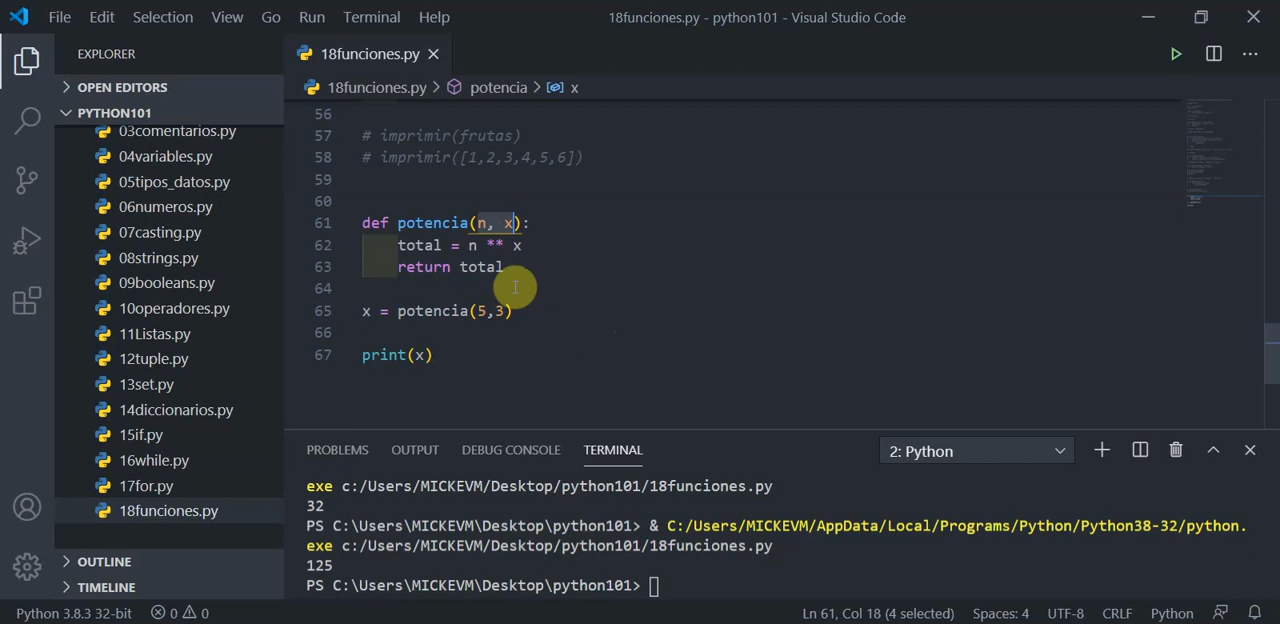 File Edit Selection View Go Run Terminal Help 18funciones.py - python101 - Visual Studio Code
EXPLORER
OPEN EDITORS
PYTHON101
03comentarios.py
04variables.py
05tipos_datos.py
06numeros.py
07casting.py
08strings.py
09booleans.py
10operadores.py
11Listas.py
12tuple.py
13set.py
14diccionarios.py
15if.py
16while.py
17for.py
18funciones.py
OUTLINE
TIMELINE
18funciones.py
18funciones.py > potencia > x
56
57 # imprimir(frutas)
58 # imprimir([1,2,3,4,5,6])
59
60
61 def potencia(n, x):
62 total = n ** x
63 return total
64
65 x = potencia(5,3)
66
67 print(x)
PROBLEMS OUTPUT DEBUG CONSOLE TERMINAL 2: Python
exe c:/Users/MICKEVM/Desktop/python101/18funciones.py
32
PS C:\Users\MICKEVM\Desktop\python101> & C:/Users/MICKEVM/AppData/Local/Programs/Python/Python38-32/python.
exe c:/Users/MICKEVM/Desktop/python101/18funciones.py
125
PS C:\Users\MICKEVM\Desktop\python101>
Python 3.8.3 32-bit 0 0 Ln 61, Col 18 (4 selected) Spaces: 4 UTF-8 CRLF Python